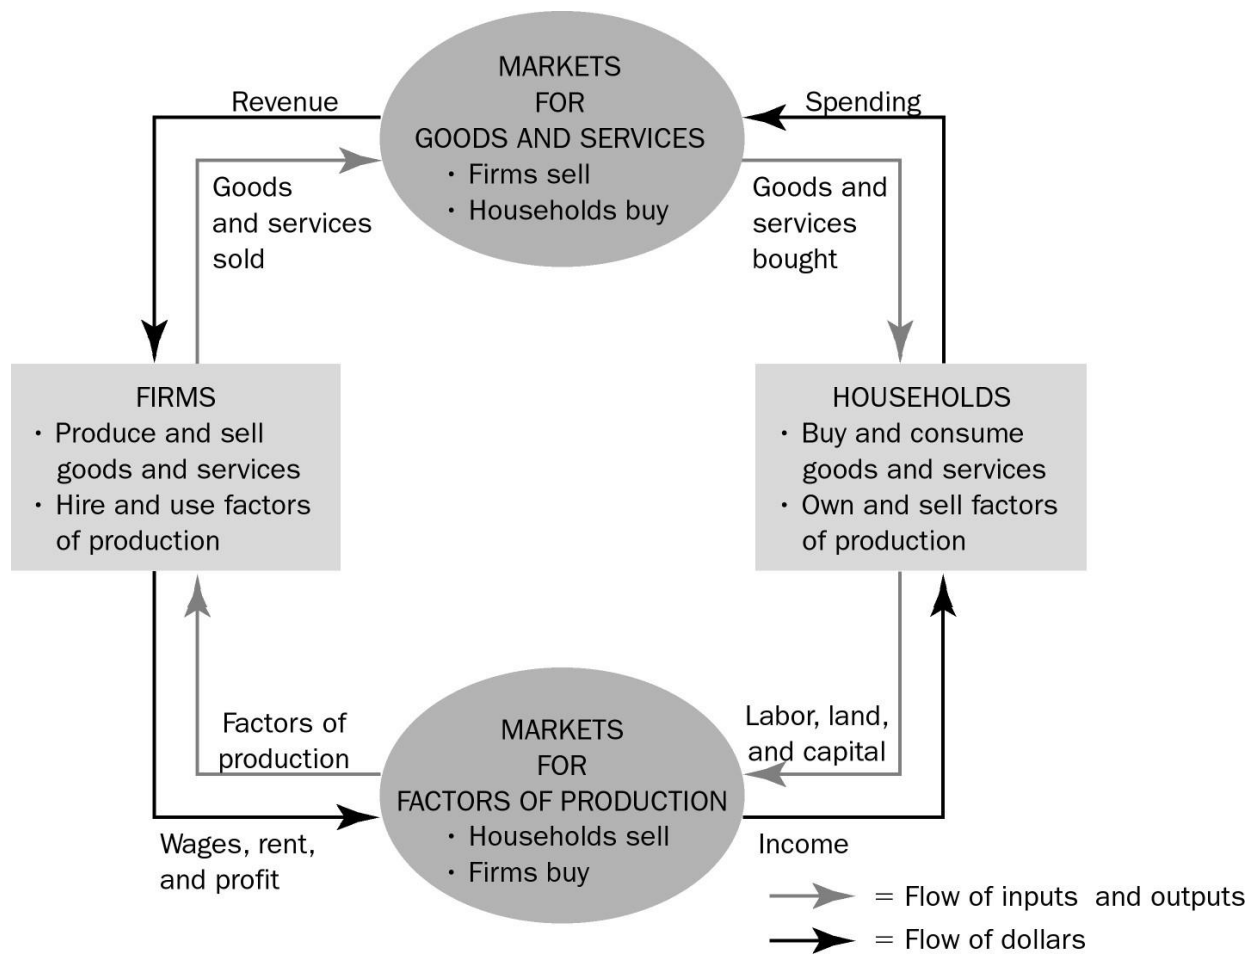 MARKETS
FOR
GOODS AND SERVICES
· Firms sell
· Households buy
Revenue
Spending
Goods
and services
sold
Goods and
services
bought
FIRMS
· Produce and sell
goods and services
· Hire and use factors
of production
HOUSEHOLDS
· Buy and consume
goods and services
· Own and sell factors
of production
Factors of
production
Labor, land,
and capital
MARKETS
FOR
FACTORS OF PRODUCTION
· Households sell
· Firms buy
Wages, rent,
and profit
Income
= Flow of inputs and outputs
= Flow of dollars